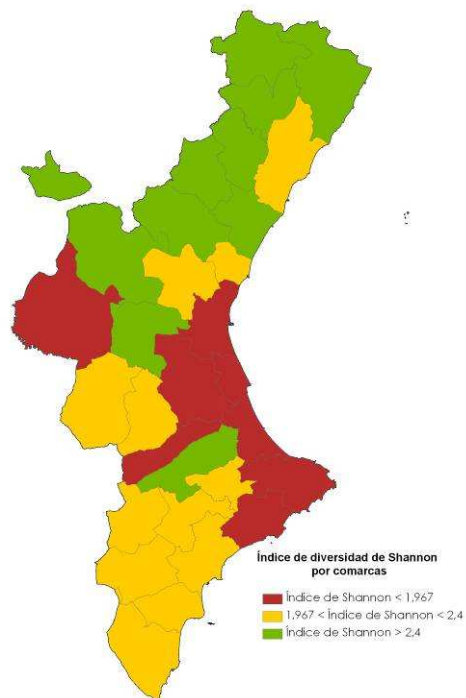 Índice de diversidad de Shannon
por comarcas
Índice de Shannon < 1,967
1,967 < Índice de Shannon < 2,4
Índice de Shannon > 2,4